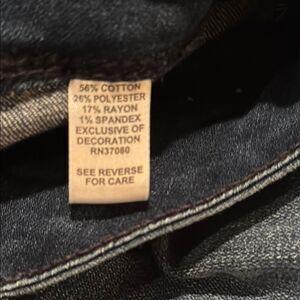 56% COTTON
26% POLYESTER
17% RAYON
1% SPANDEX
EXCLUSIVE OF
DECORATION
RN37080
SEE REVERSE
FOR CARE